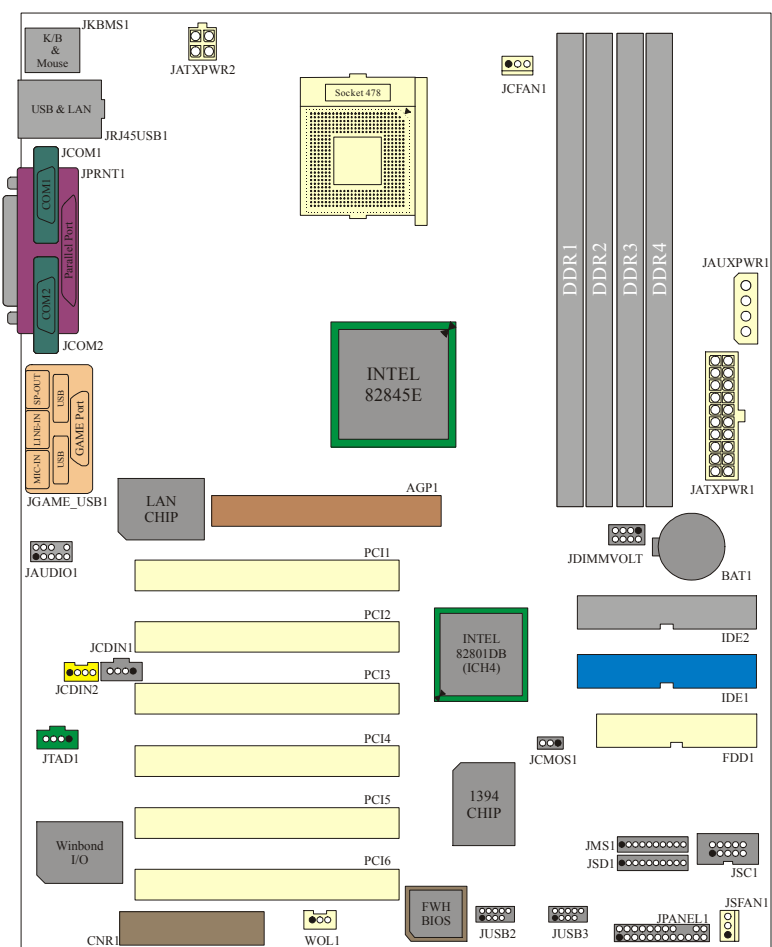 JKBMS1
K/B
&
Mouse
JATXPWR2
JCFAN1
Socket 478
USB & LAN
JRJ45USB1
JCOM1
JPRNT1
COM1
Parallel Port
COM2
JCOM2
DDR1
DDR2
DDR3
DDR4
JAUXPWR1
INTEL
82845E
SP-OUT
LINE-IN
MIC-IN
USB
USB
GAME Port
JGAME_USB1
JATXPWR1
LAN
CHIP
AGP1
JAUDIO1
JDIMMVOLT
BAT1
PCI1
PCI2
IDE2
INTEL
82801DB
(ICH4)
JCDIN1
JCDIN2
PCI3
IDE1
JTAD1
PCI4
JCMOS1
FDD1
1394
CHIP
PCI5
Winbond
I/O
JMS1
JSD1
JSC1
PCI6
FWH
BIOS
JSFAN1
JPANEL1
CNR1
WOL1
JUSB2
JUSB3